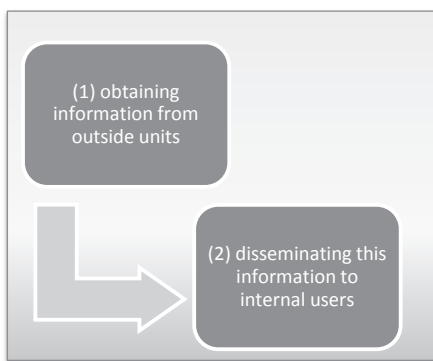 (1) obtaining
information from
outside units
(2) disseminating this
information to
internal users